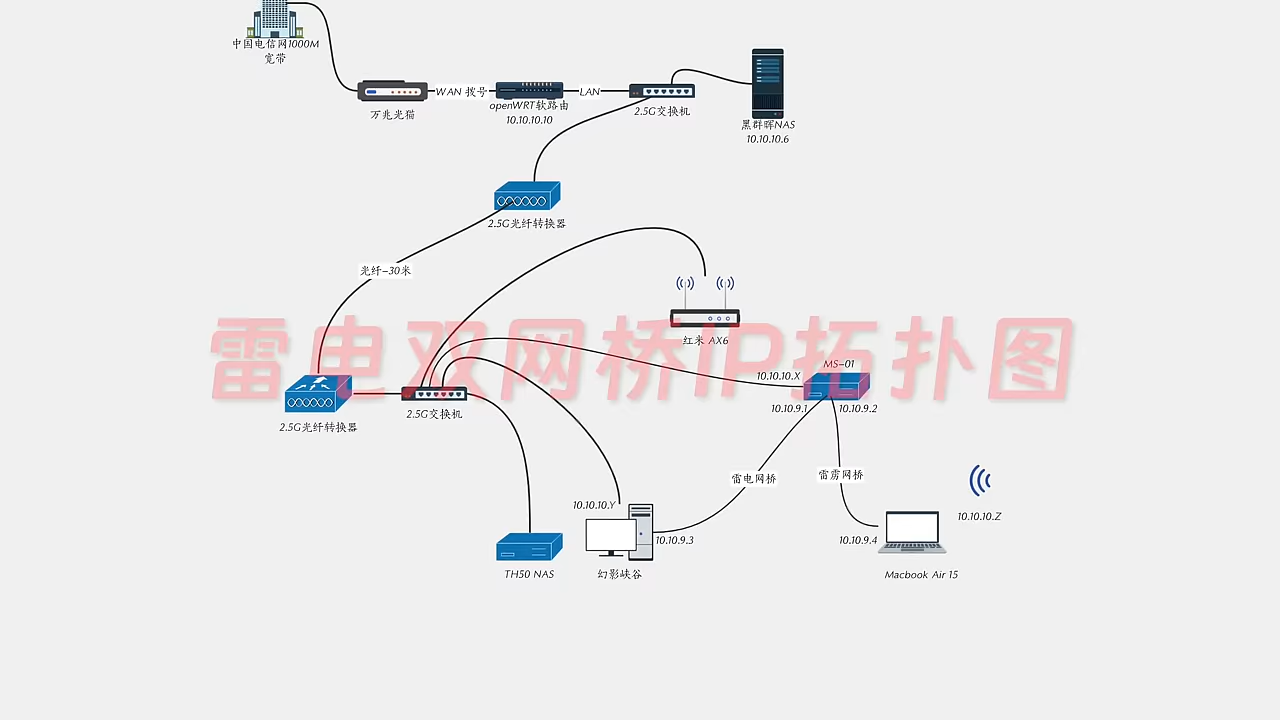 中国电信网1000M
宽带
万兆光猫
WAN 拨号
openWRT软路由
10.10.10.10
LAN
2.5G交换机
黑群晖NAS
10.10.10.6
2.5G光纤转换器
光纤-30米
红米 AX6
雷电双网桥IP拓扑图
MS-01
10.10.10.X
10.10.9.1
10.10.9.2
2.5G光纤转换器
2.5G交换机
雷电网桥
雷雳网桥
10.10.10.Y
10.10.9.3
10.10.10.Z
10.10.9.4
TH50 NAS
幻影峡谷
Macbook Air 15